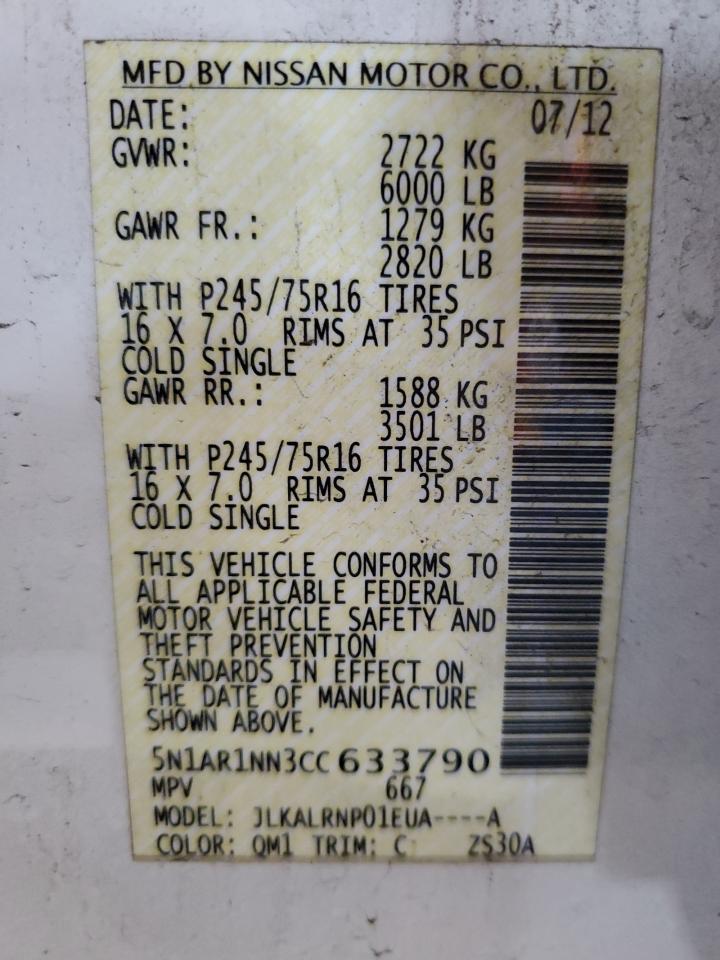 MFD BY NISSAN MOTOR CO., LTD.
DATE: 07/12
GVWR: 2722 KG
6000 LB
GAWR FR.: 1279 KG
2820 LB
WITH P245/75R16 TIRES
16 X 7.0 RIMS AT 35 PSI
COLD SINGLE
GAWR RR.: 1588 KG
3501 LB
WITH P245/75R16 TIRES
16 X 7.0 RIMS AT 35 PSI
COLD SINGLE
THIS VEHICLE CONFORMS TO
ALL APPLICABLE FEDERAL
MOTOR VEHICLE SAFETY AND
THEFT PREVENTION
STANDARDS IN EFFECT ON
THE DATE OF MANUFACTURE
SHOWN ABOVE.
5N1AR1NN3CC633790
MPV 667
MODEL: JLKALRNP01EUA----A
COLOR: QM1 TRIM: C ZS30A